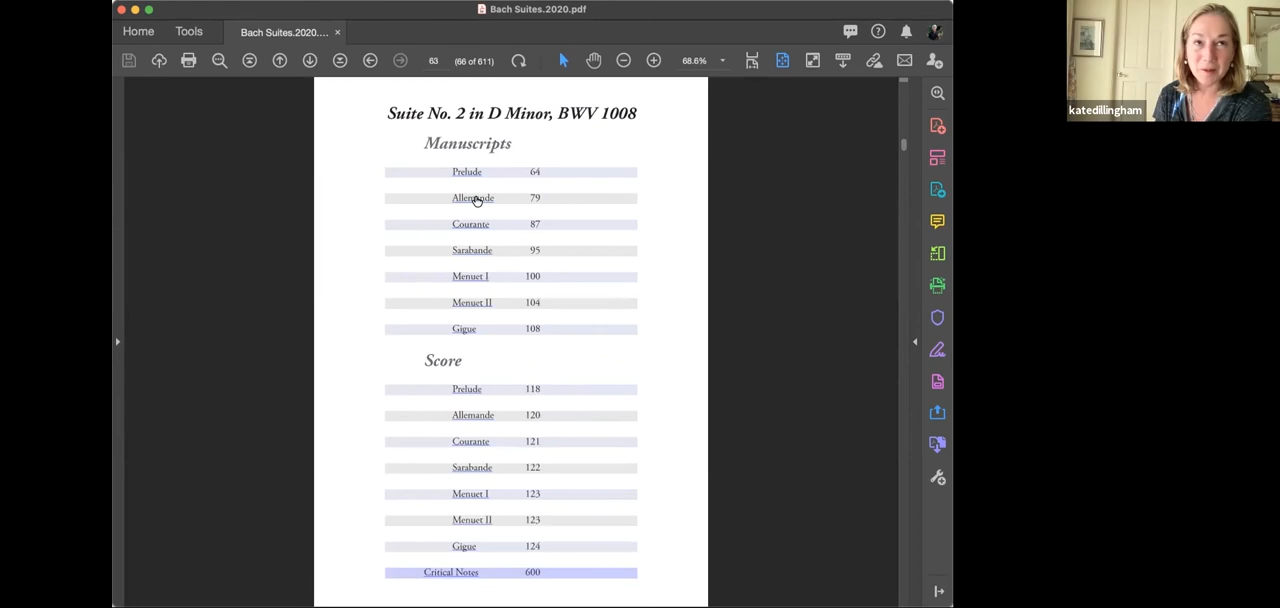 Bach Suites.2020.pdf
Home Tools Bach Suites.2020.... ×
63 (66 of 611) 68.6%
katedillingham
Suite No. 2 in D Minor, BWV 1008
Manuscripts
Prelude 64
Allemande 79
Courante 87
Sarabande 95
Menuet I 100
Menuet II 104
Gigue 108
Score
Prelude 118
Allemande 120
Courante 121
Sarabande 122
Menuet I 123
Menuet II 123
Gigue 124
Critical Notes 600